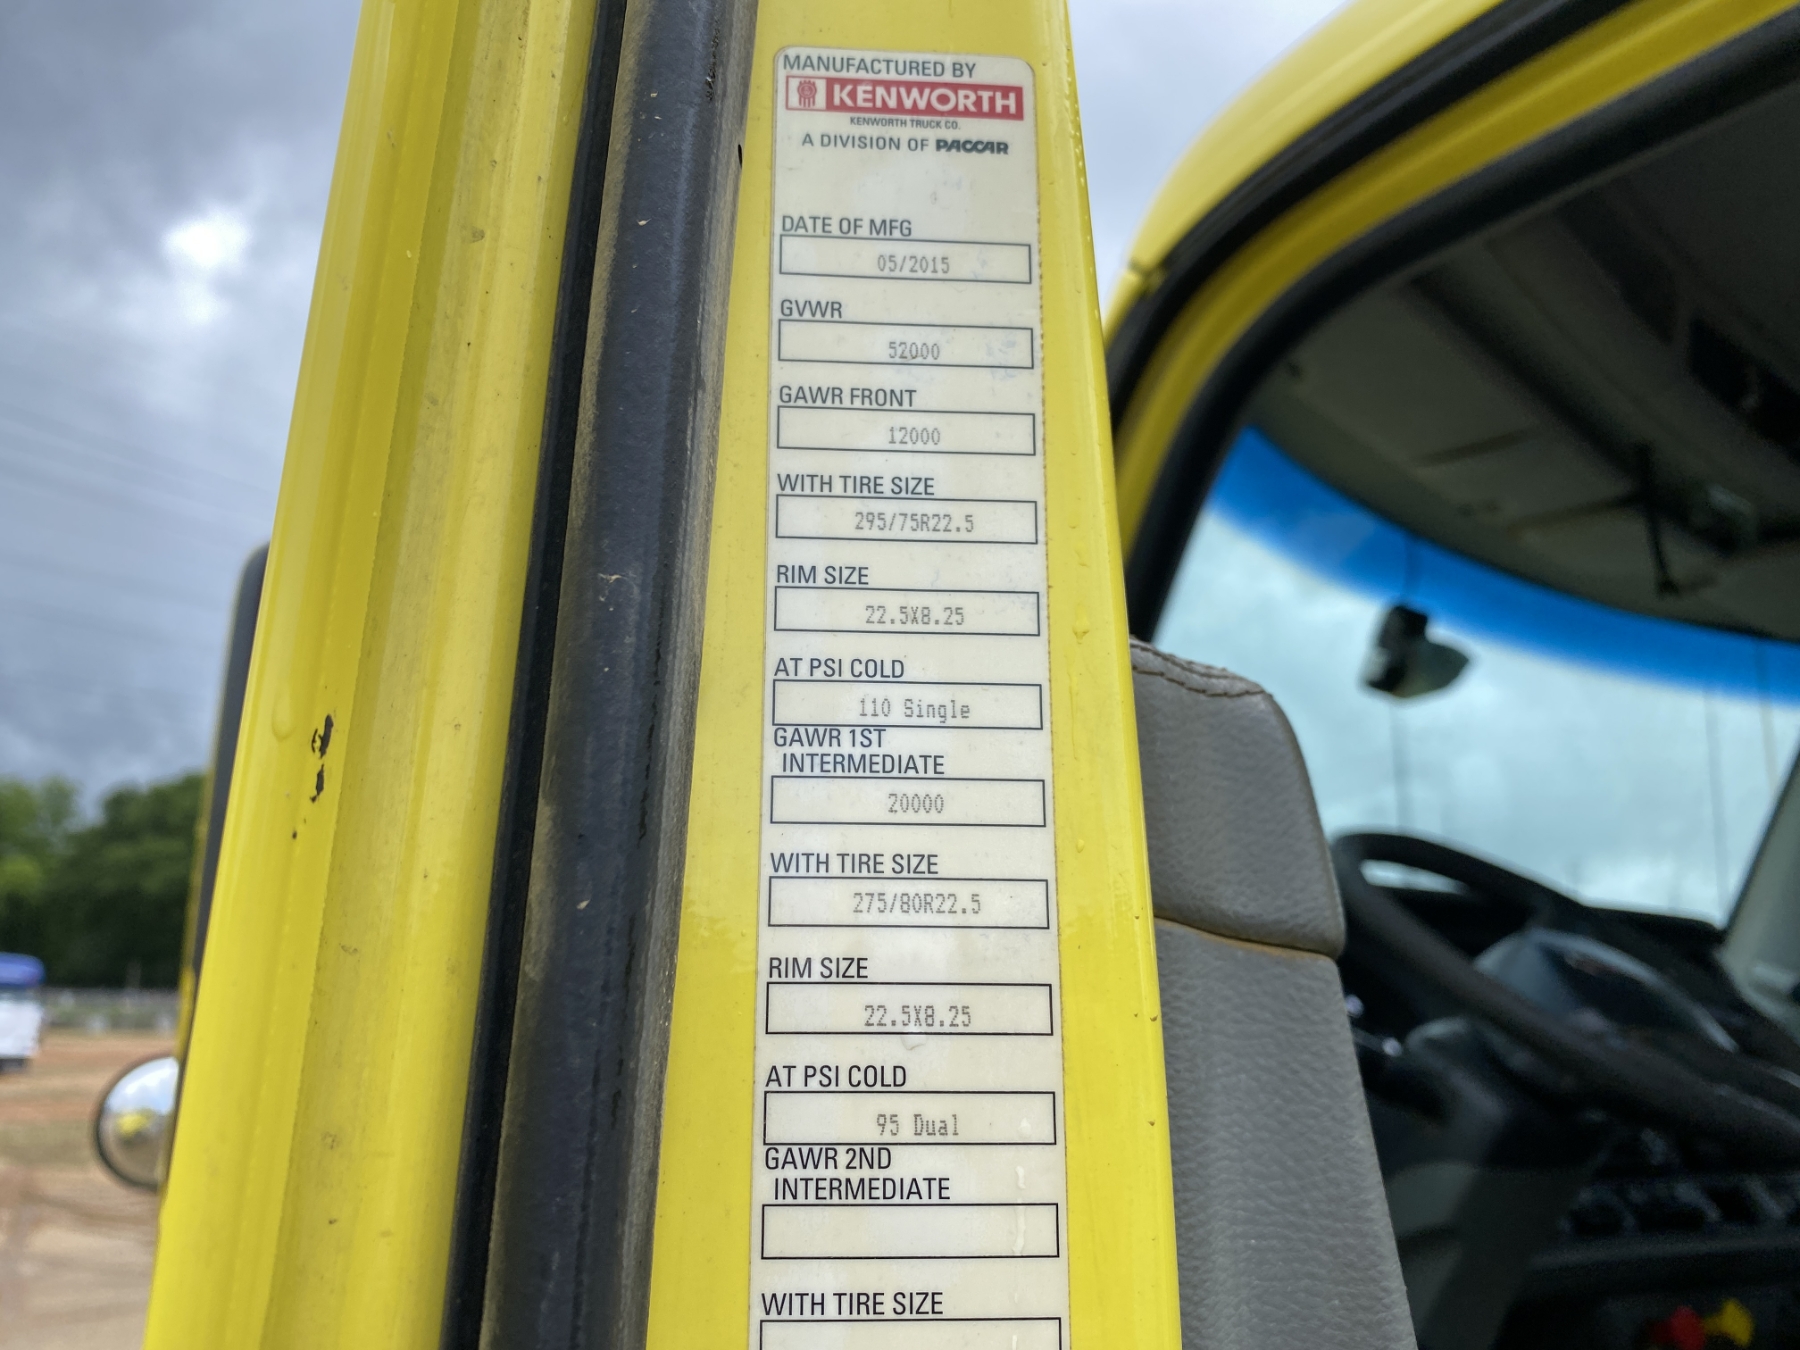 MANUFACTURED BY
KENWORTH
KENWORTH TRUCK CO.
A DIVISION OF PACCAR
DATE OF MFG
05/2015
GVWR
52000
GAWR FRONT
12000
WITH TIRE SIZE
295/75R22.5
RIM SIZE
22.5X8.25
AT PSI COLD
110 Single
GAWR 1ST
INTERMEDIATE
20000
WITH TIRE SIZE
275/80R22.5
RIM SIZE
22.5X8.25
AT PSI COLD
95 Dual
GAWR 2ND
INTERMEDIATE
WITH TIRE SIZE